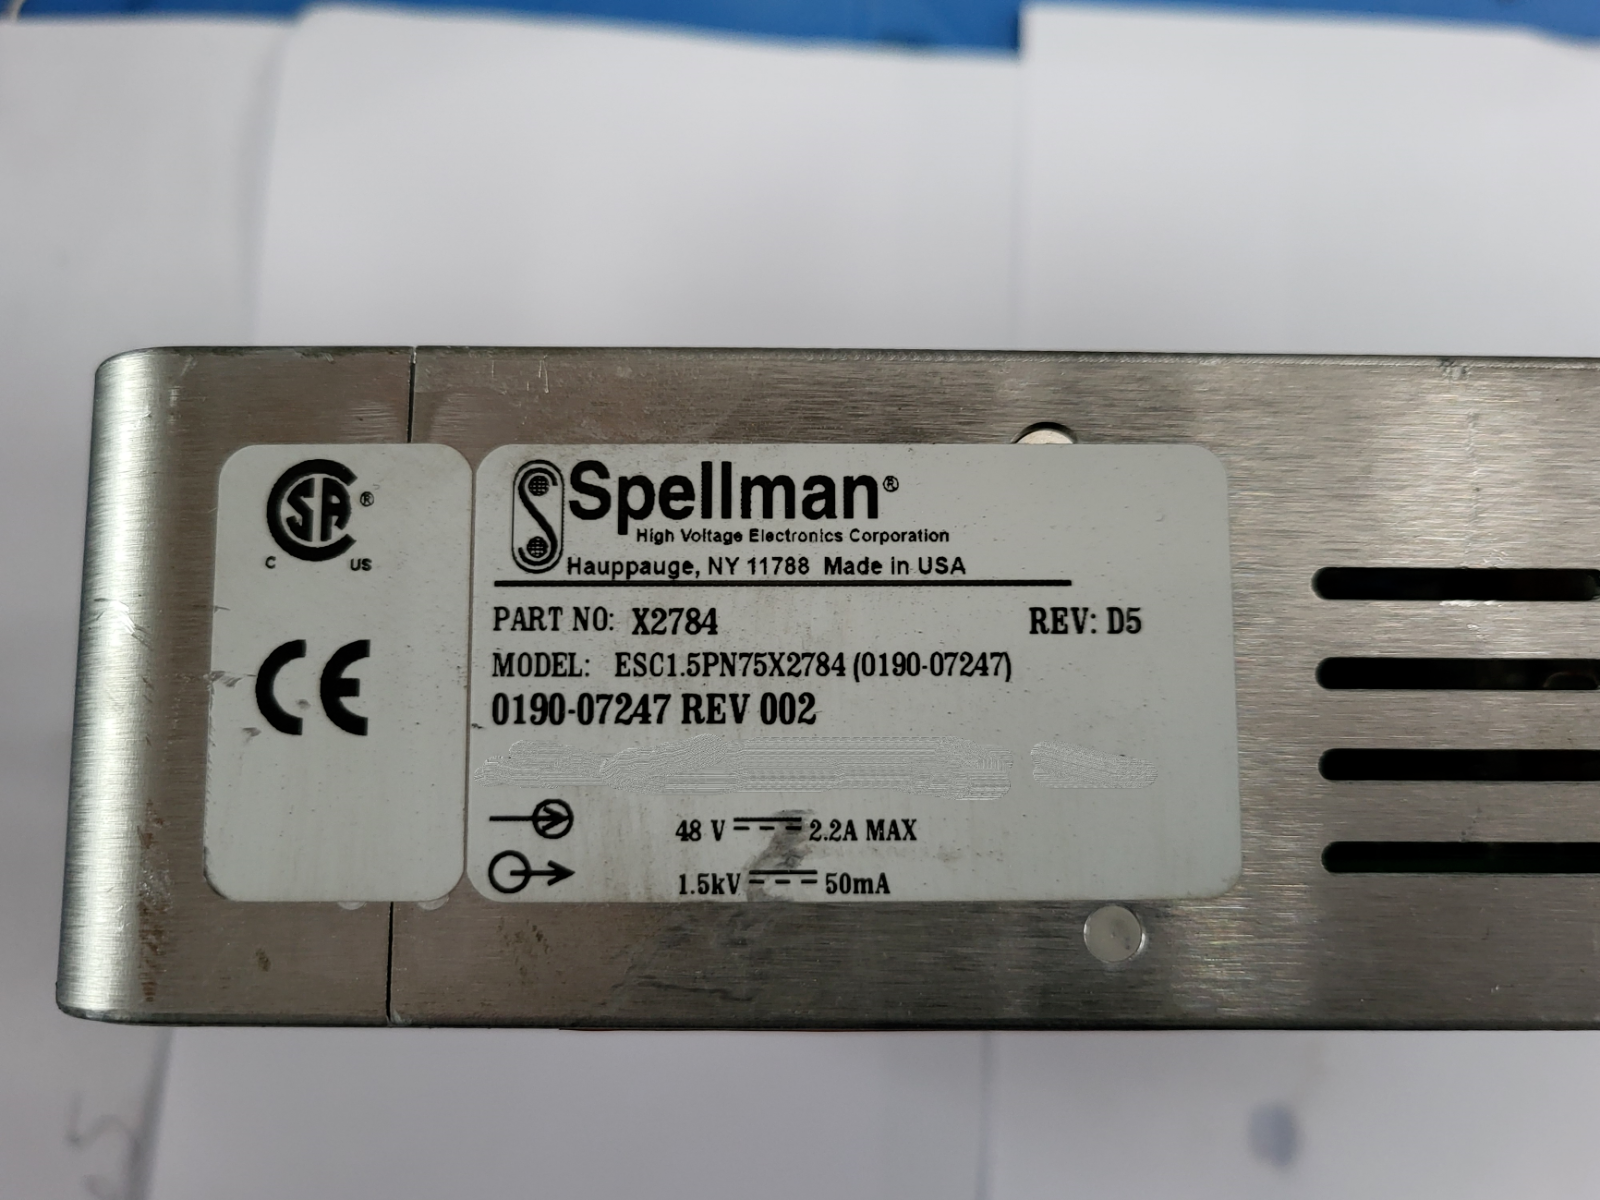 CSA®
C US
CE
Spellman®
High Voltage Electronics Corporation
Hauppauge, NY 11788 Made in USA
PART NO: X2784 REV: D5
MODEL: ESC1.5PN75X2784 (0190-07247)
0190-07247 REV 002
48 V 2.2A MAX
1.5kV 50mA